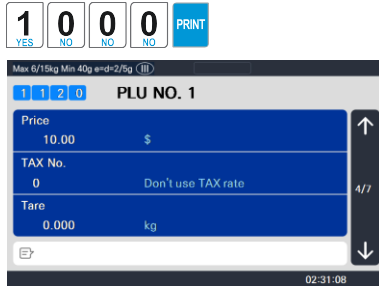 1 0 0 0 PRINT
YES NO NO NO
Max 6/15kg Min 40g e=d=2/5g III
1 1 2 0 PLU NO. 1
Price
10.00 $
TAX No.
0 Don't use TAX rate
4/7
Tare
0.000 kg
02:31:08